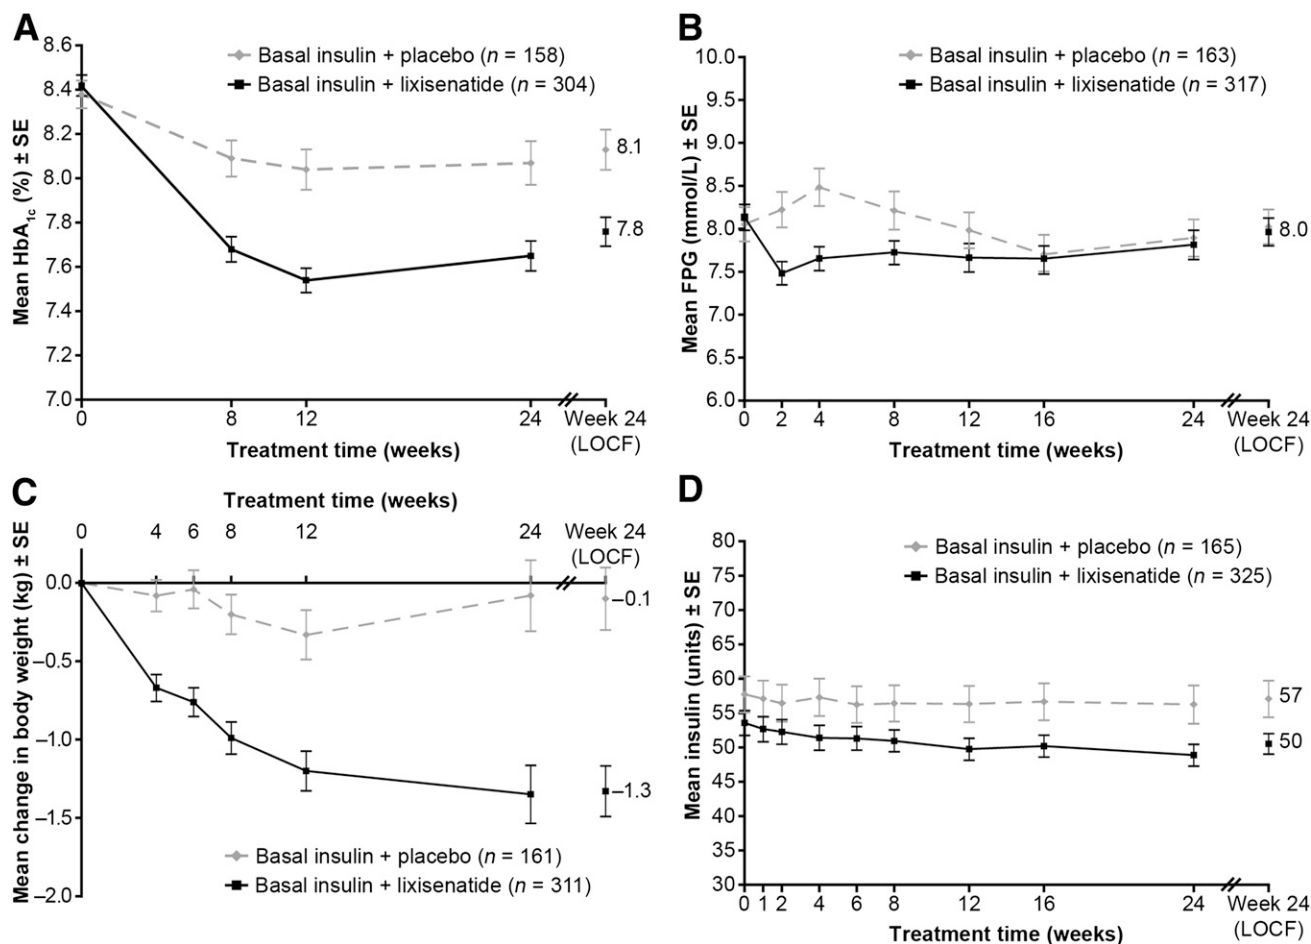 A
Basal insulin + placebo (n = 158)
Basal insulin + lixisenatide (n = 304)
Mean HbA1c (%) ± SE
8.6
8.4
8.2
8.0
7.8
7.6
7.4
7.2
7.0
8.1
7.8
0 8 12 24 Week 24
(LOCF)
Treatment time (weeks)
B
Basal insulin + placebo (n = 163)
Basal insulin + lixisenatide (n = 317)
Mean FPG (mmol/L) ± SE
10.0
9.5
9.0
8.5
8.0
7.5
7.0
6.5
6.0
8.0
0 2 4 8 12 16 24 Week 24
(LOCF)
Treatment time (weeks)
C
Treatment time (weeks)
0 4 6 8 12 24 Week 24
(LOCF)
Mean change in body weight (kg) ± SE
0.0
–0.5
–1.0
–1.5
–2.0
–0.1
–1.3
Basal insulin + placebo (n = 161)
Basal insulin + lixisenatide (n = 311)
D
Basal insulin + placebo (n = 165)
Basal insulin + lixisenatide (n = 325)
Mean insulin (units) ± SE
80
75
70
65
60
55
50
45
40
35
30
57
50
0 1 2 4 6 8 12 16 24 Week 24
(LOCF)
Treatment time (weeks)